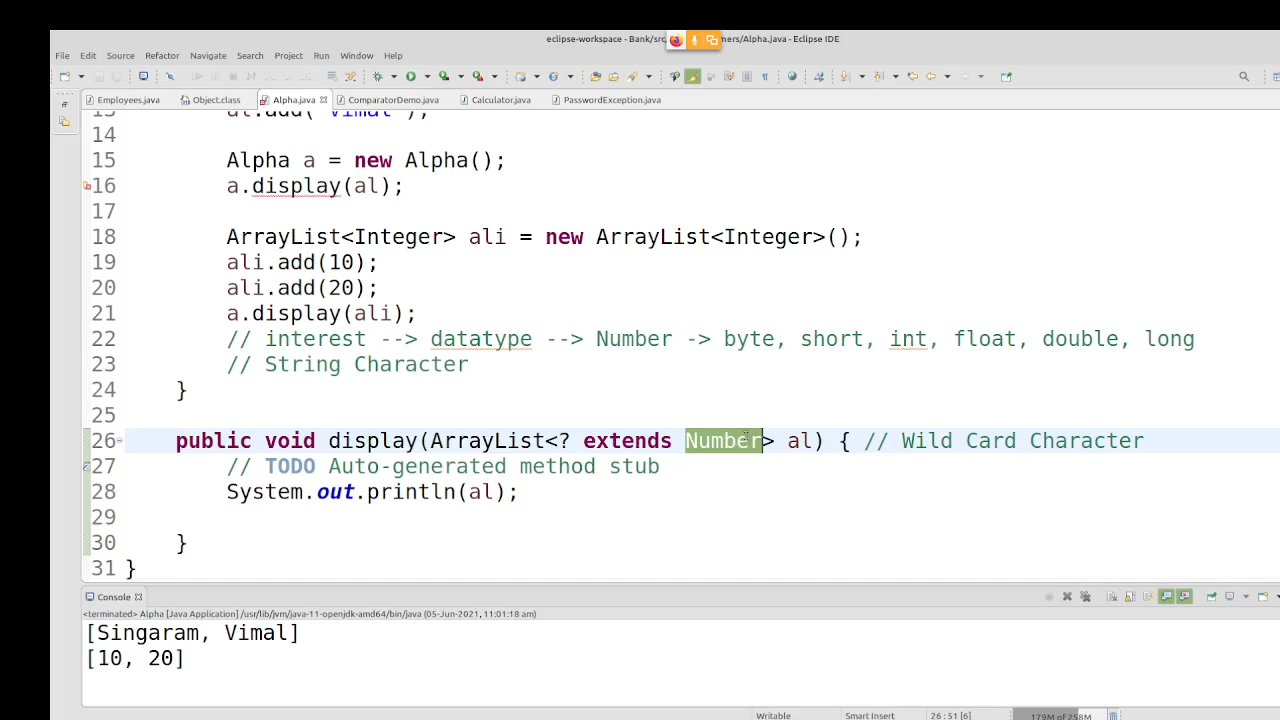 eclipse-workspace - Bank/src mers/Alpha.java - Eclipse IDE
File Edit Source Refactor Navigate Search Project Run Window Help
Employees.java Object.class Alpha.java ComparatorDemo.java Calculator.java PasswordException.java
13 al.add("Vimal");
14
15 Alpha a = new Alpha();
16 a.display(al);
17
18 ArrayList<Integer> ali = new ArrayList<Integer>();
19 ali.add(10);
20 ali.add(20);
21 a.display(ali);
22 // interest --> datatype --> Number -> byte, short, int, float, double, long
23 // String Character
24 }
25
26 public void display(ArrayList<? extends Number> al) { // Wild Card Character
27 // TODO Auto-generated method stub
28 System.out.println(al);
29
30 }
31 }
Console
<terminated> Alpha [Java Application] /usr/lib/jvm/java-11-openjdk-amd64/bin/java (05-Jun-2021, 11:01:18 am)
[Singaram, Vimal]
[10, 20]
Writable Smart Insert 26 : 51 [6] 179M of 258M